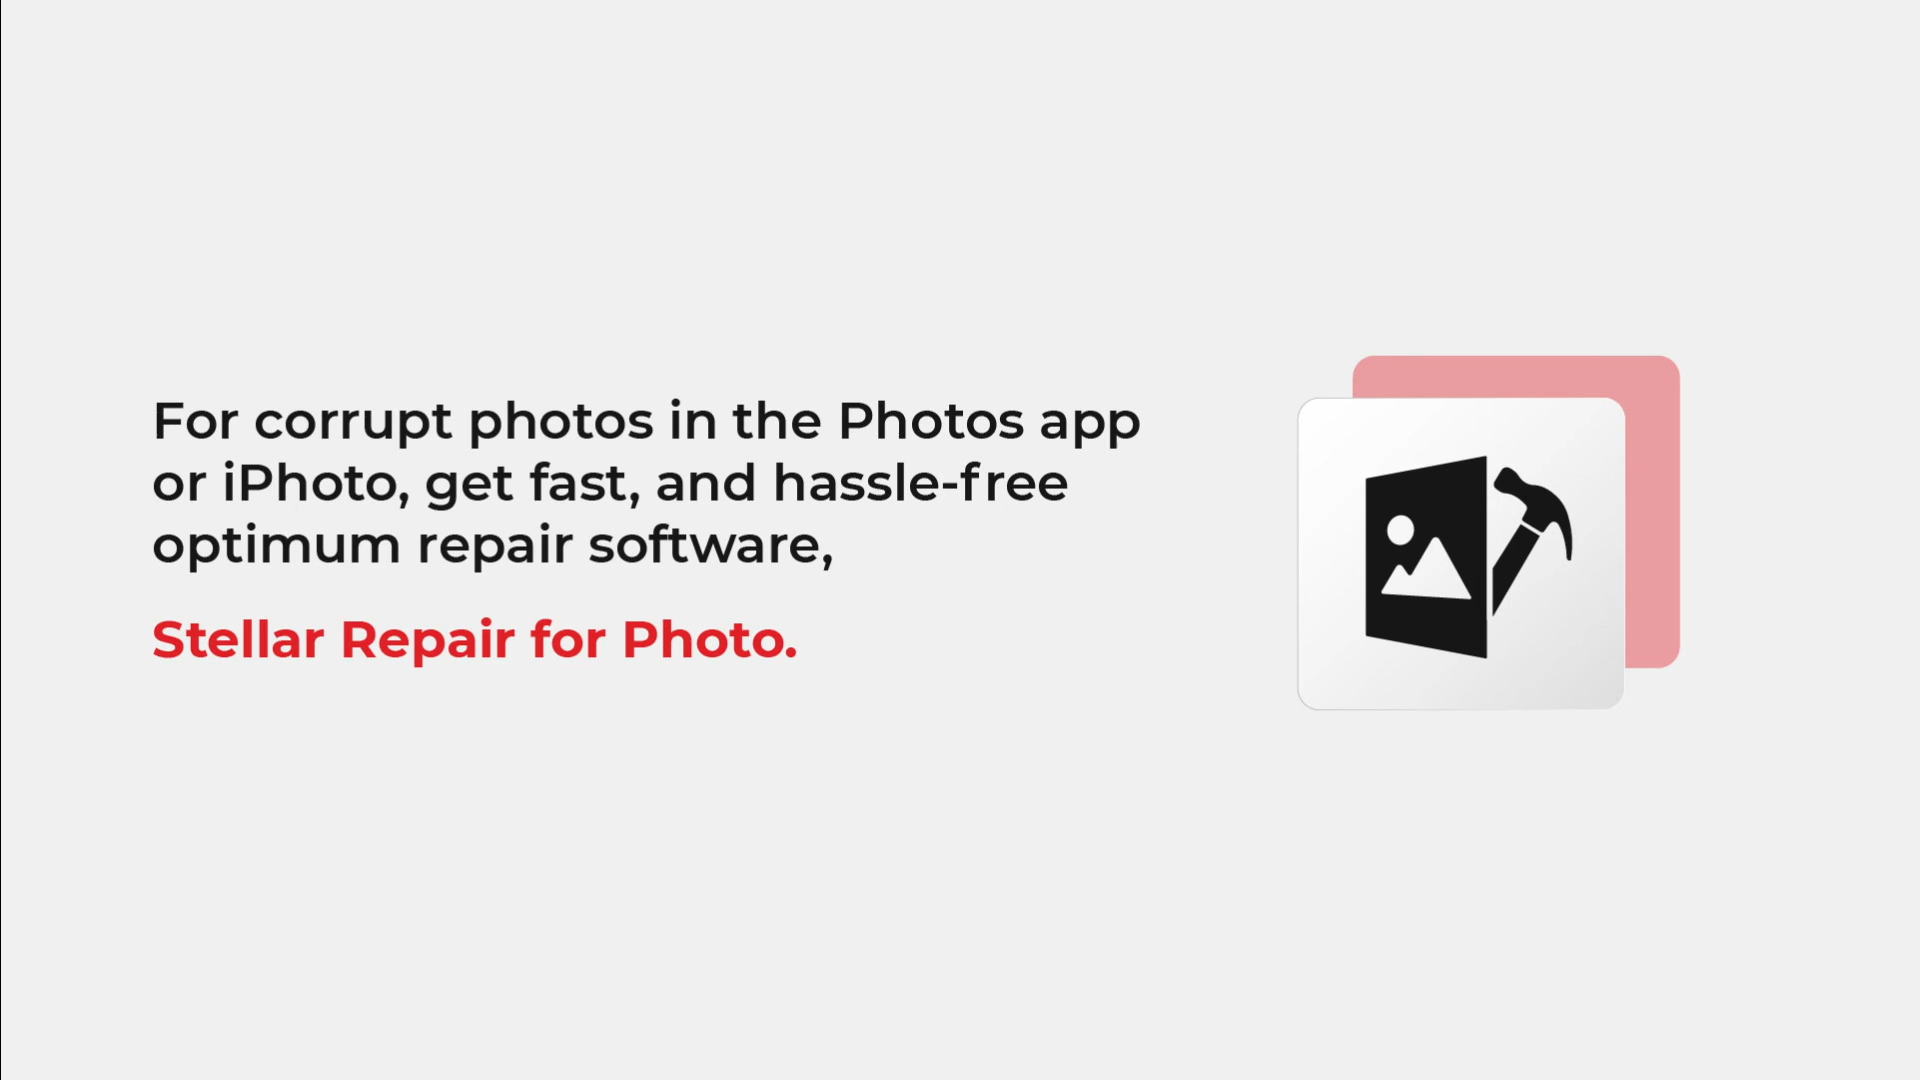 For corrupt photos in the Photos app
or iPhoto, get fast, and hassle-free
optimum repair software,
Stellar Repair for Photo.